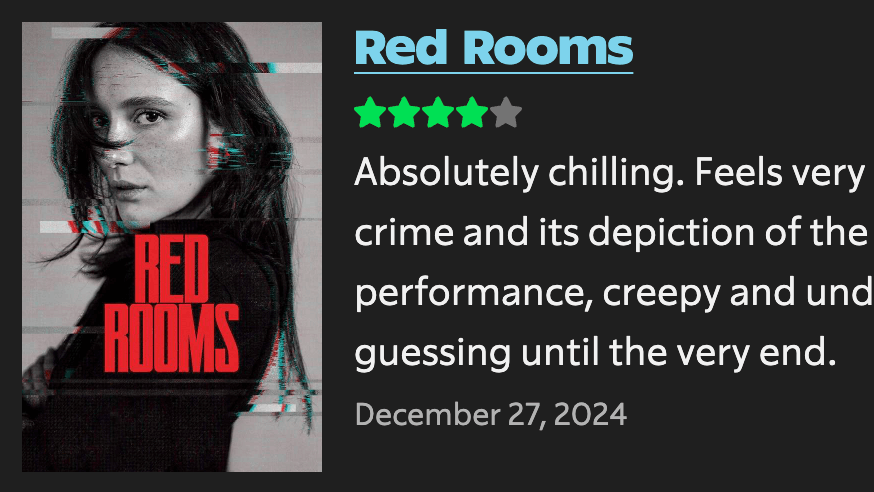 RED
ROOMS
Red Rooms
Absolutely chilling. Feels very
crime and its depiction of the
performance, creepy and und
guessing until the very end.
December 27, 2024